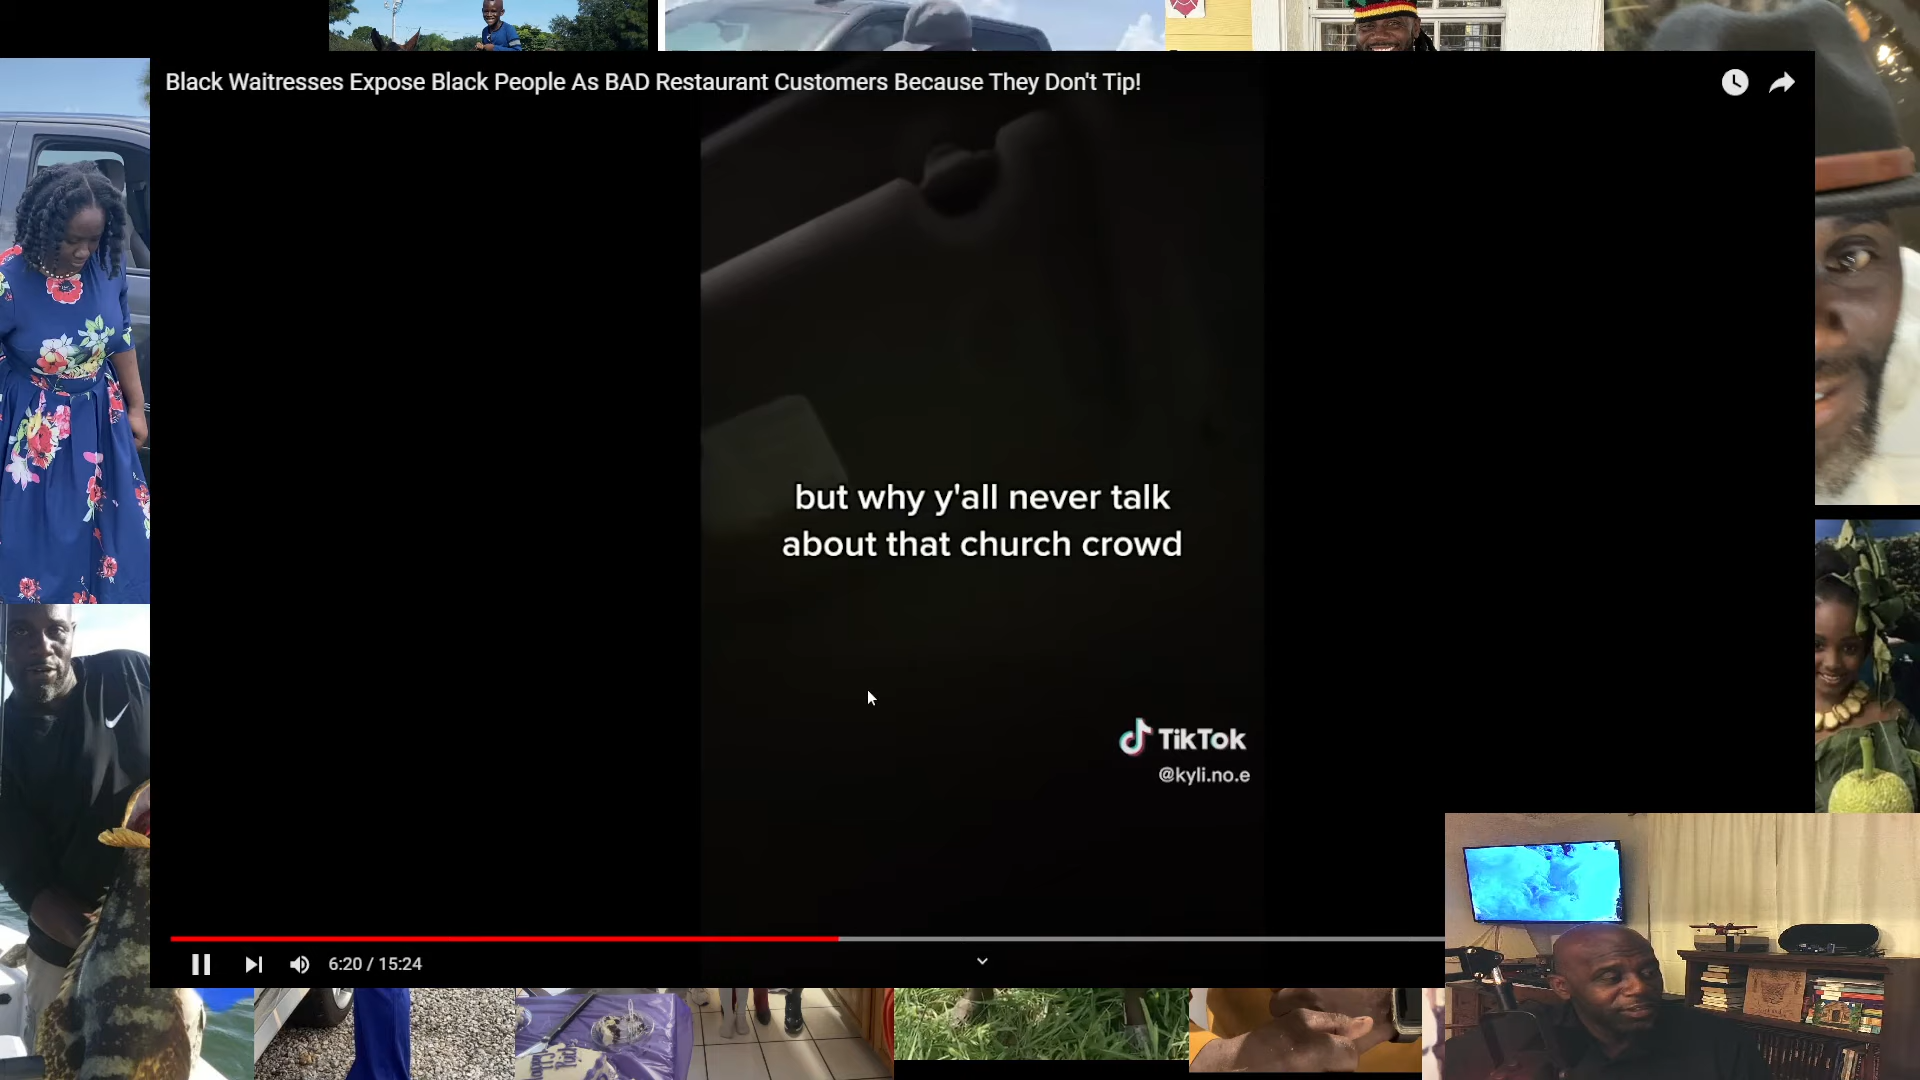 Black Waitresses Expose Black People As BAD Restaurant Customers Because They Don't Tip!
but why y'all never talk
about that church crowd
TikTok
@kyli.no.e
6:20 / 15:24